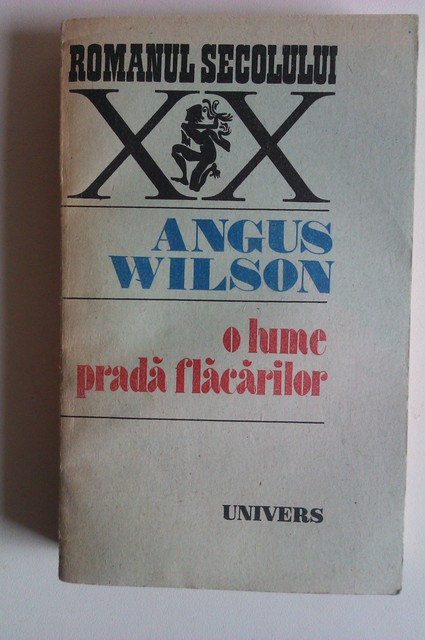 ROMANUL SECOLULUI
XX
ANGUS
WILSON
o lume
pradă flăcărilor
UNIVERS